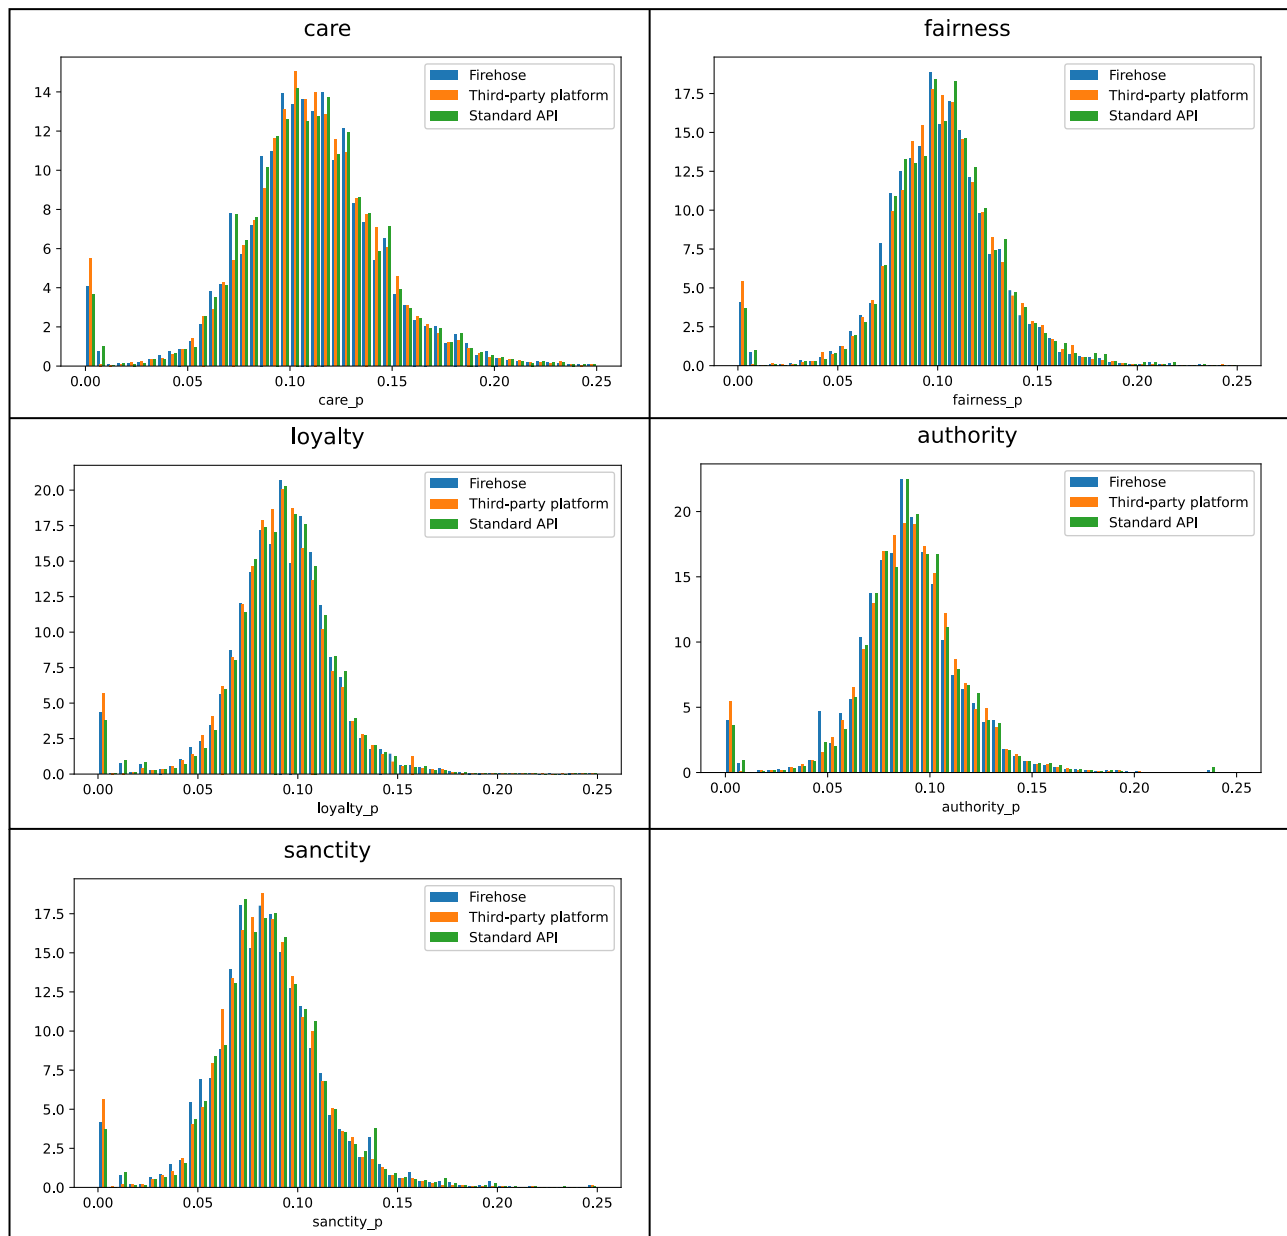 care
Firehose
Third-party platform
Standard API
14
12
10
8
6
4
2
0
0.00 0.05 0.10 0.15 0.20 0.25
care_p
fairness
Firehose
Third-party platform
Standard API
17.5
15.0
12.5
10.0
7.5
5.0
2.5
0.0
0.00 0.05 0.10 0.15 0.20 0.25
fairness_p
loyalty
Firehose
Third-party platform
Standard API
20.0
17.5
15.0
12.5
10.0
7.5
5.0
2.5
0.0
0.00 0.05 0.10 0.15 0.20 0.25
loyalty_p
authority
Firehose
Third-party platform
Standard API
20
15
10
5
0
0.00 0.05 0.10 0.15 0.20 0.25
authority_p
sanctity
Firehose
Third-party platform
Standard API
17.5
15.0
12.5
10.0
7.5
5.0
2.5
0.0
0.00 0.05 0.10 0.15 0.20 0.25
sanctity_p